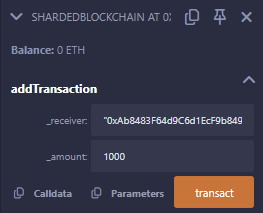 SHARDEDBLOCKCHAIN AT 0X
Balance: 0 ETH
addTransaction
_receiver: "0xAb8483F64d9C6d1EcF9b849
_amount: 1000
Calldata Parameters transact